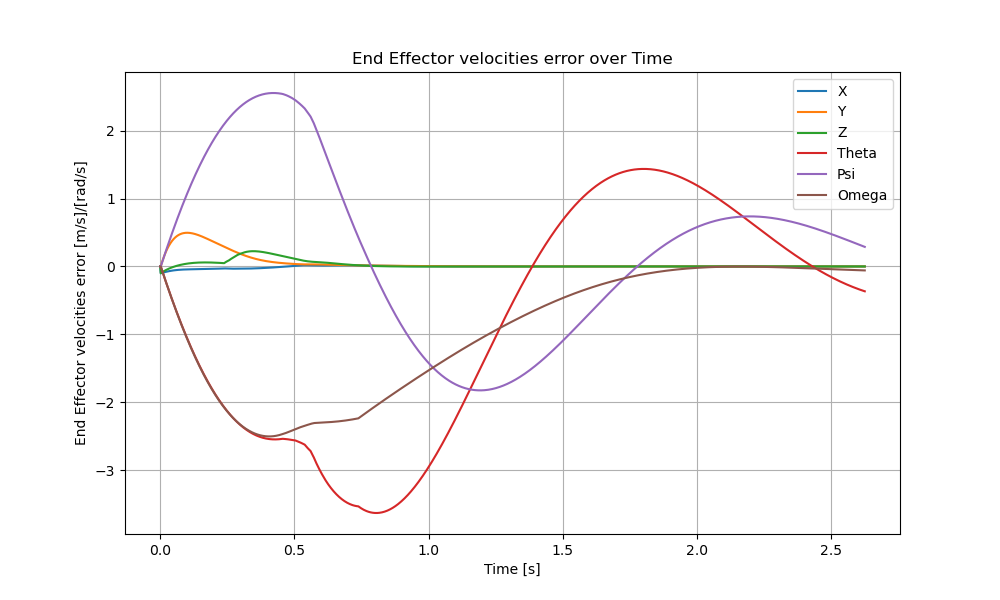 End Effector velocities error over Time
End Effector velocities error [m/s]/[rad/s]
2
1
0
−1
−2
−3
X
Y
Z
Theta
Psi
Omega
0.0 0.5 1.0 1.5 2.0 2.5
Time [s]